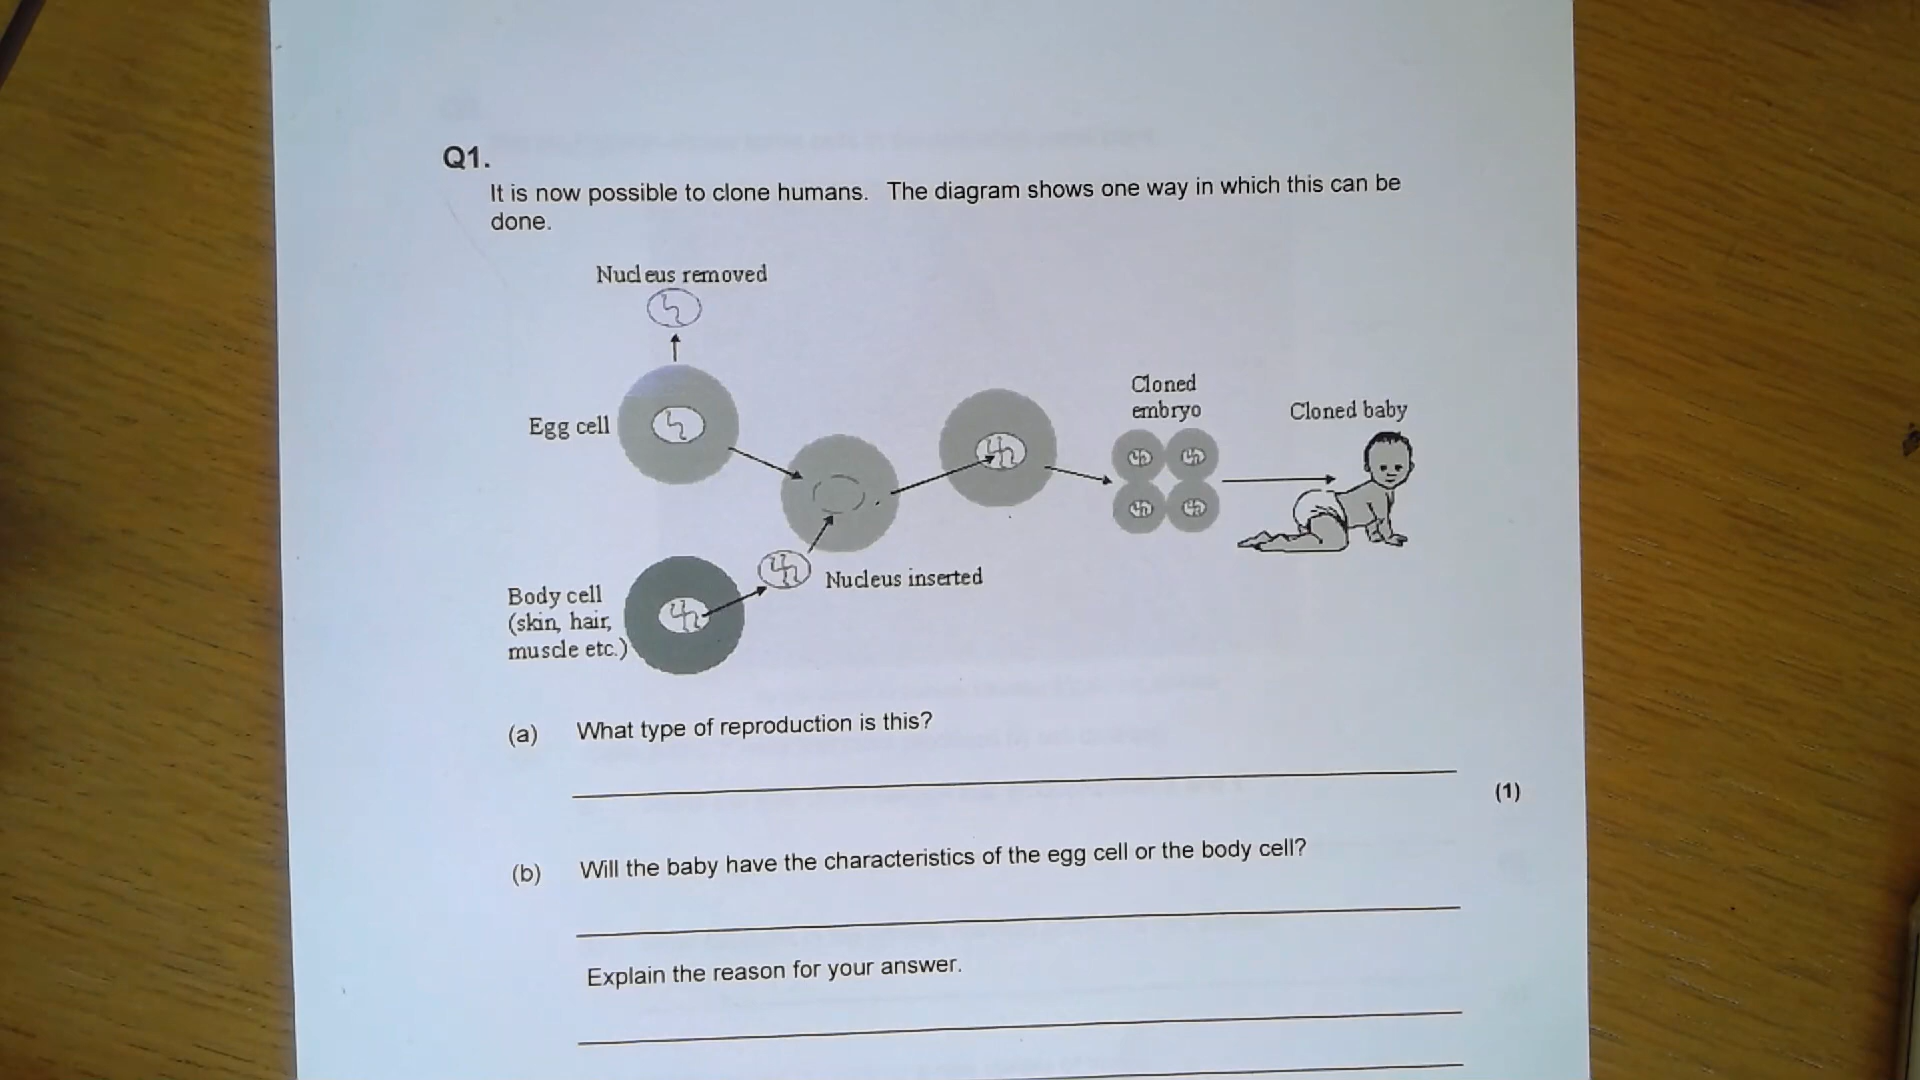 Q1.
It is now possible to clone humans. The diagram shows one way in which this can be
done.
Nucleus removed
Egg cell
Cloned
embryo
Cloned baby
Body cell
(skin, hair,
muscle etc.)
Nucleus inserted
(a) What type of reproduction is this?
(1)
(b) Will the baby have the characteristics of the egg cell or the body cell?
Explain the reason for your answer.